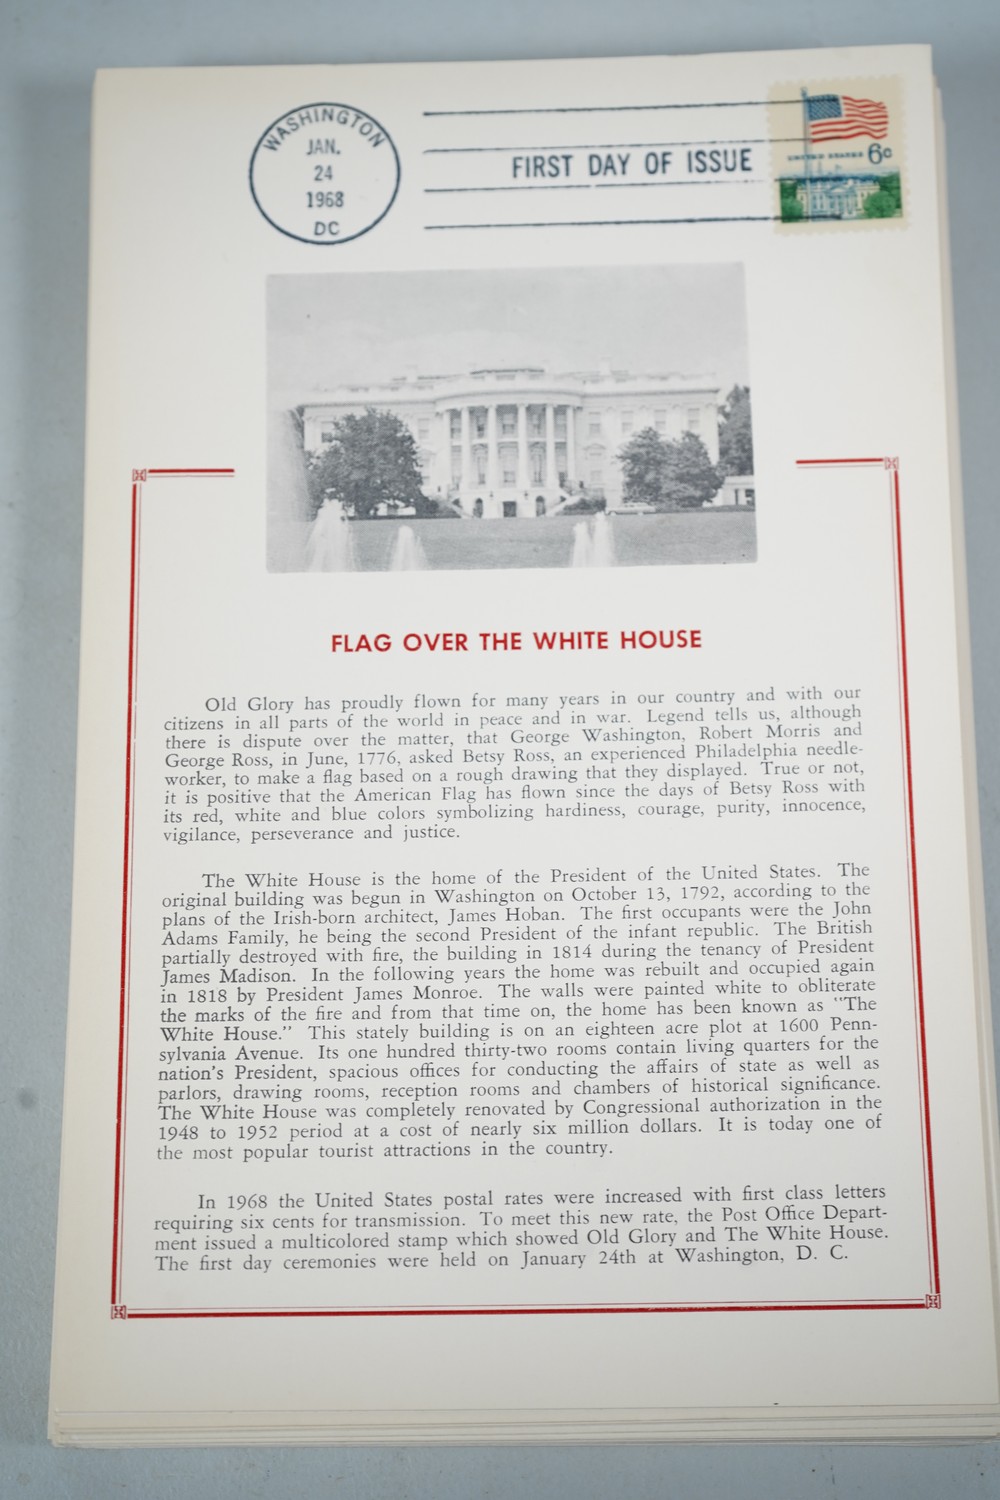 WASHINGTON
JAN.
24
1968
DC
FIRST DAY OF ISSUE
UNITED STATES 6c
FLAG OVER THE WHITE HOUSE
Old Glory has proudly flown for many years in our country and with our
citizens in all parts of the world in peace and in war. Legend tells us, although
there is dispute over the matter, that George Washington, Robert Morris and
George Ross, in June, 1776, asked Betsy Ross, an experienced Philadelphia needle-
worker, to make a flag based on a rough drawing that they displayed. True or not,
it is positive that the American Flag has flown since the days of Betsy Ross with
its red, white and blue colors symbolizing hardiness, courage, purity, innocence,
vigilance, perseverance and justice.
The White House is the home of the President of the United States. The
original building was begun in Washington on October 13, 1792, according to the
plans of the Irish-born architect, James Hoban. The first occupants were the John
Adams Family, he being the second President of the infant republic. The British
partially destroyed with fire, the building in 1814 during the tenancy of President
James Madison. In the following years the home was rebuilt and occupied again
in 1818 by President James Monroe. The walls were painted white to obliterate
the marks of the fire and from that time on, the home has been known as "The
White House." This stately building is on an eighteen acre plot at 1600 Penn-
sylvania Avenue. Its one hundred thirty-two rooms contain living quarters for the
nation's President, spacious offices for conducting the affairs of state as well as
parlors, drawing rooms, reception rooms and chambers of historical significance.
The White House was completely renovated by Congressional authorization in the
1948 to 1952 period at a cost of nearly six million dollars. It is today one of
the most popular tourist attractions in the country.
In 1968 the United States postal rates were increased with first class letters
requiring six cents for transmission. To meet this new rate, the Post Office Depart-
ment issued a multicolored stamp which showed Old Glory and The White House.
The first day ceremonies were held on January 24th at Washington, D. C.